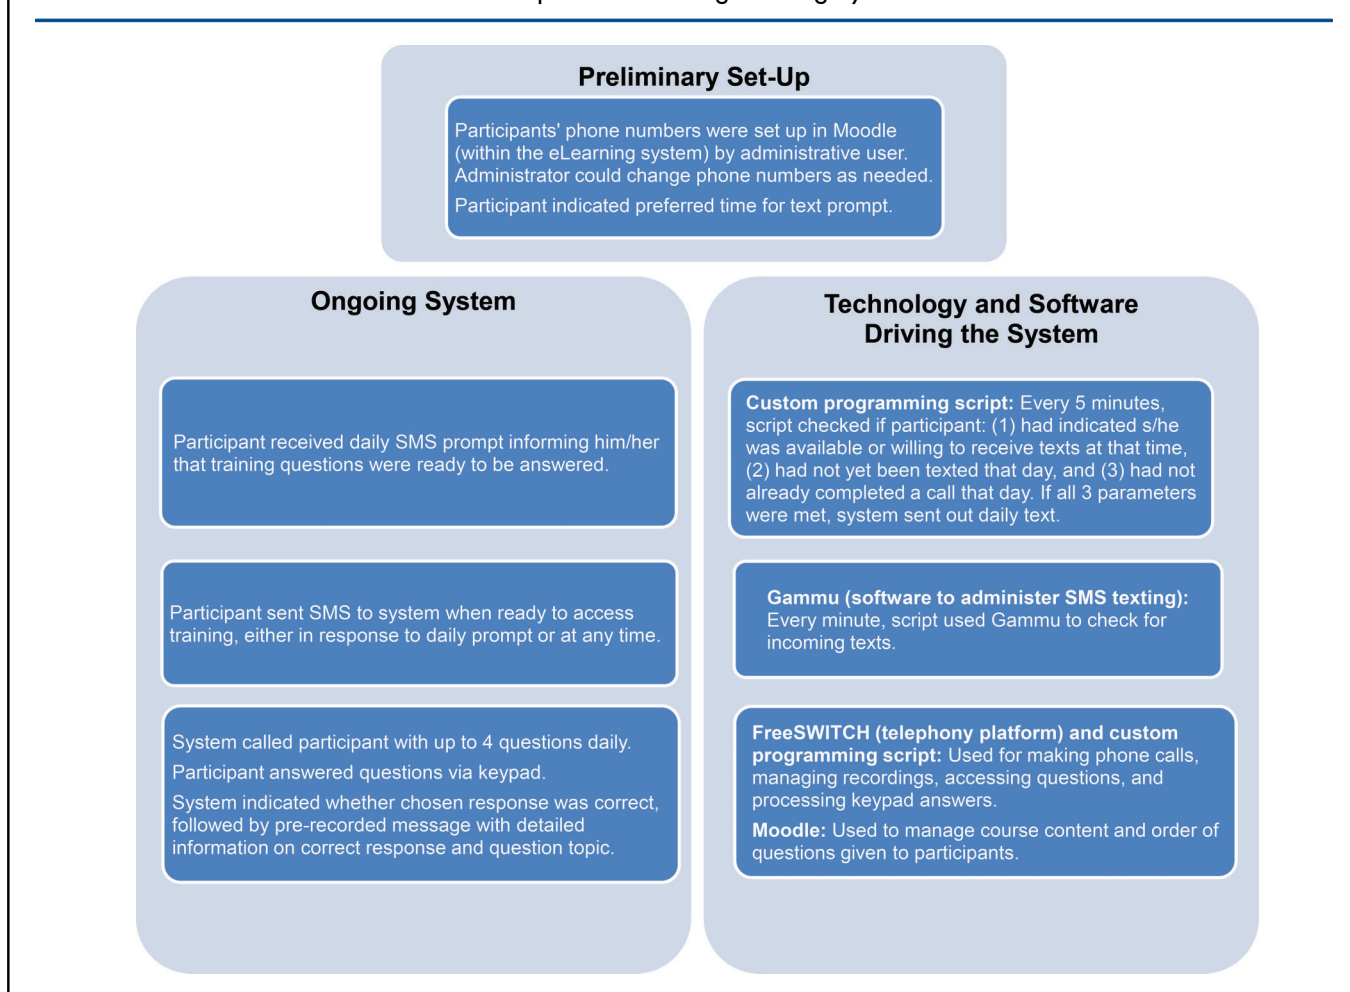 Preliminary Set-Up
Participants' phone numbers were set up in Moodle
(within the eLearning system) by administrative user.
Administrator could change phone numbers as needed.
Participant indicated preferred time for text prompt.
Ongoing System
Participant received daily SMS prompt informing him/her
that training questions were ready to be answered.
Participant sent SMS to system when ready to access
training, either in response to daily prompt or at any time.
System called participant with up to 4 questions daily.
Participant answered questions via keypad.
System indicated whether chosen response was correct,
followed by pre-recorded message with detailed
information on correct response and question topic.
Technology and Software
Driving the System
Custom programming script: Every 5 minutes,
script checked if participant: (1) had indicated s/he
was available or willing to receive texts at that time,
(2) had not yet been texted that day, and (3) had not
already completed a call that day. If all 3 parameters
were met, system sent out daily text.
Gammu (software to administer SMS texting):
Every minute, script used Gammu to check for
incoming texts.
FreeSWITCH (telephony platform) and custom
programming script: Used for making phone calls,
managing recordings, accessing questions, and
processing keypad answers.
Moodle: Used to manage course content and order of
questions given to participants.